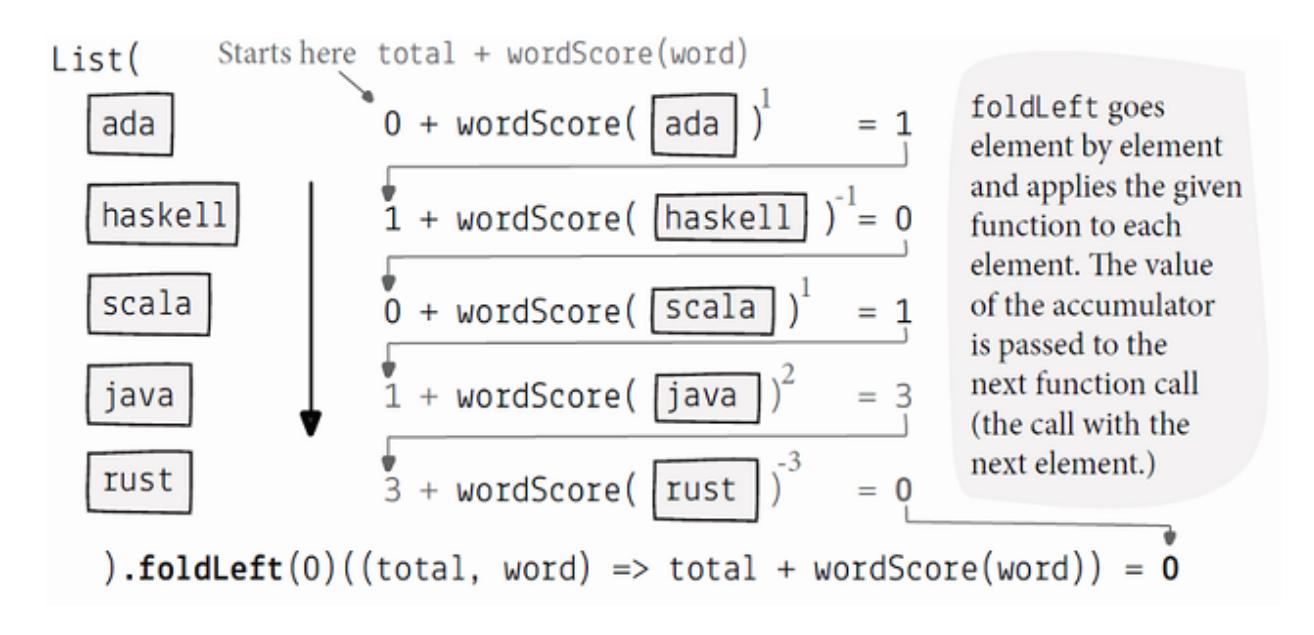 List(
Starts here total + wordScore(word)
ada
0 + wordScore( ada )1 = 1
haskell
1 + wordScore( haskell )-1 = 0
scala
0 + wordScore( scala )1 = 1
java
1 + wordScore( java )2 = 3
rust
3 + wordScore( rust )-3 = 0
).foldLeft(0)((total, word) => total + wordScore(word)) = 0
foldLeft goes
element by element
and applies the given
function to each
element. The value
of the accumulator
is passed to the
next function call
(the call with the
next element.)